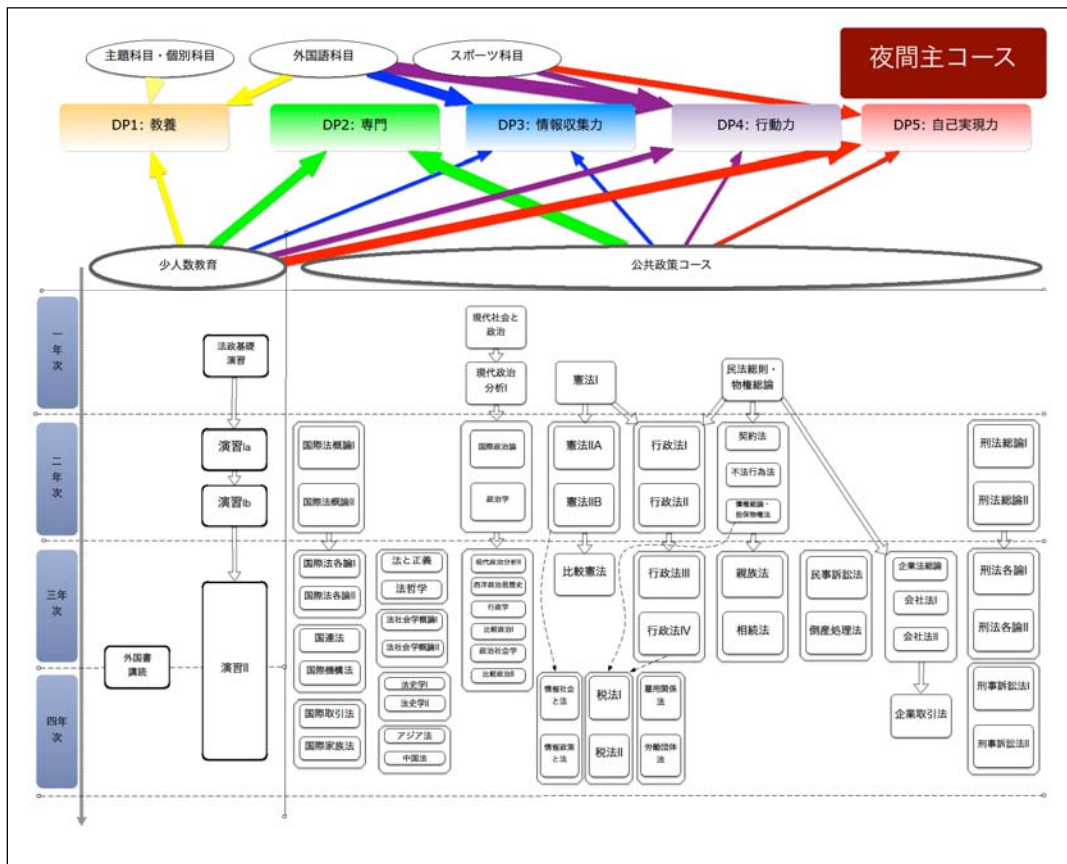 主題科目・個別科目
外国語科目
スポーツ科目
夜間主コース
DP1: 教養
DP2: 専門
DP3: 情報収集力
DP4: 行動力
DP5: 自己実現力
少人数教育
公共政策コース
一
年
次
法政基礎
演習
現代社会と
政治
現代政治
分析I
憲法I
民法総則・
物権総論
二
年
次
演習Ia
演習Ib
国際法概論I
国際法概論II
国際政治論
政治学
憲法IIA
憲法IIB
行政法I
行政法II
契約法
不法行為法
債権総論・
担保物権法
刑法総論I
刑法総論II
三年
次
外国書
講読
演習II
国際法各論I
国際法各論II
国連法
国際機構法
国際取引法
国際家族法
法と正義
法哲学
法社会学概論I
法社会学概論II
法史学I
法史学II
アジア法
中国法
現代政治分析II
西洋政治思想史
行政学
比較政治I
政治社会学
比較政治II
比較憲法
行政法III
行政法IV
親族法
相続法
民事訴訟法
倒産処理法
企業法総論
会社法I
会社法II
刑法各論I
刑法各論II
四年
次
情報社会
と法
情報政策
と法
税法I
税法II
雇用関係
法
労働団体
法
企業取引法
刑事訴訟法I
刑事訴訟法II